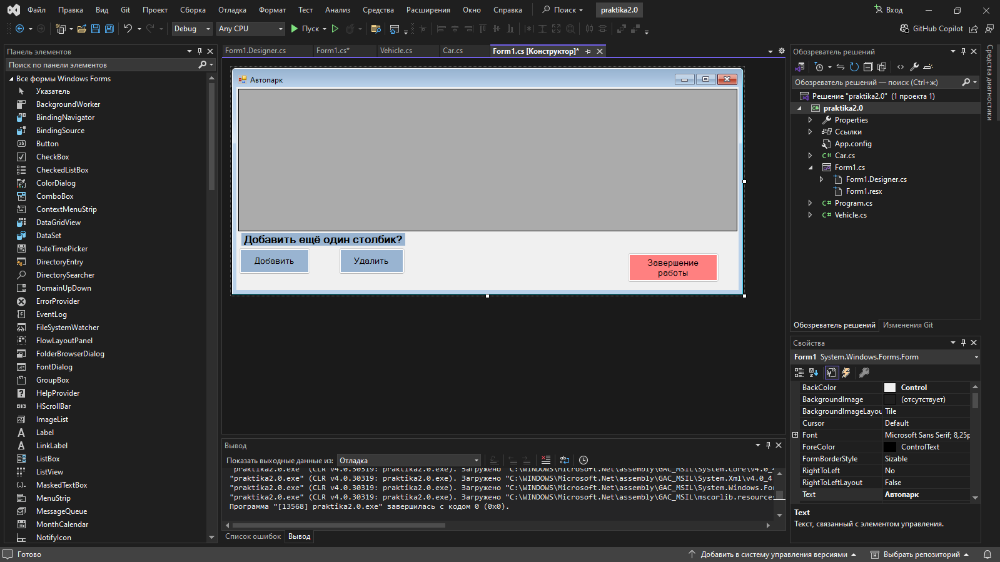 Файл Правка Вид Git Проект Сборка Отладка Формат Тест Анализ Средства Расширения Окно Справка Поиск praktika2.0 Вход
Debug Any CPU Пуск GitHub Copilot
Панель элементов
Поиск по панели элементов
Все формы Windows Forms
Указатель
BackgroundWorker
BindingNavigator
BindingSource
Button
CheckBox
CheckedListBox
ColorDialog
ComboBox
ContextMenuStrip
DataGridView
DataSet
DateTimePicker
DirectoryEntry
DirectorySearcher
DomainUpDown
ErrorProvider
EventLog
FileSystemWatcher
FlowLayoutPanel
FolderBrowserDialog
FontDialog
GroupBox
HelpProvider
HScrollBar
ImageList
Label
LinkLabel
ListBox
ListView
MaskedTextBox
MenuStrip
MessageQueue
MonthCalendar
NotifyIcon
Form1.Designer.cs Form1.cs* Vehicle.cs Car.cs Form1.cs [Конструктор]*
Автопарк
Добавить ещё один столбик?
Добавить Удалить
Завершение
работы
Вывод
Показать выходные данные из: Отладка
"praktika2.0.exe" (CLR v4.0.30319: praktika2.0.exe). Загружено "C:\WINDOWS\Microsoft.Net\assembly\GAC_MSIL\System.Core\v4.0_4
"praktika2.0.exe" (CLR v4.0.30319: praktika2.0.exe). Загружено "C:\WINDOWS\Microsoft.Net\assembly\GAC_MSIL\System.Xml\v4.0_4
"praktika2.0.exe" (CLR v4.0.30319: praktika2.0.exe). Загружено "C:\WINDOWS\Microsoft.Net\assembly\GAC_MSIL\System.Windows.Fo
"praktika2.0.exe" (CLR v4.0.30319: praktika2.0.exe). Загружено "C:\WINDOWS\Microsoft.Net\assembly\GAC_MSIL\mscorlib.resource
Программа "[13568] praktika2.0.exe" завершилась с кодом 0 (0x0).
Список ошибок Вывод
Обозреватель решений
Обозреватель решений — поиск (Ctrl+ж)
Решение "praktika2.0" (1 проекта 1)
praktika2.0
Properties
Ссылки
App.config
Car.cs
Form1.cs
Form1.Designer.cs
Form1.resx
Program.cs
Vehicle.cs
Обозреватель решений Изменения Git
Свойства
Form1 System.Windows.Forms.Form
BackColor Control
BackgroundImage (отсутствует)
BackgroundImageLayou Tile
Cursor Default
Font Microsoft Sans Serif; 8,25p
ForeColor ControlText
FormBorderStyle Sizable
RightToLeft No
RightToLeftLayout False
Text Автопарк
Text
Текст, связанный с элементом управления.
Средства диагностики
Готово Добавить в систему управления версиями Выбрать репозиторий